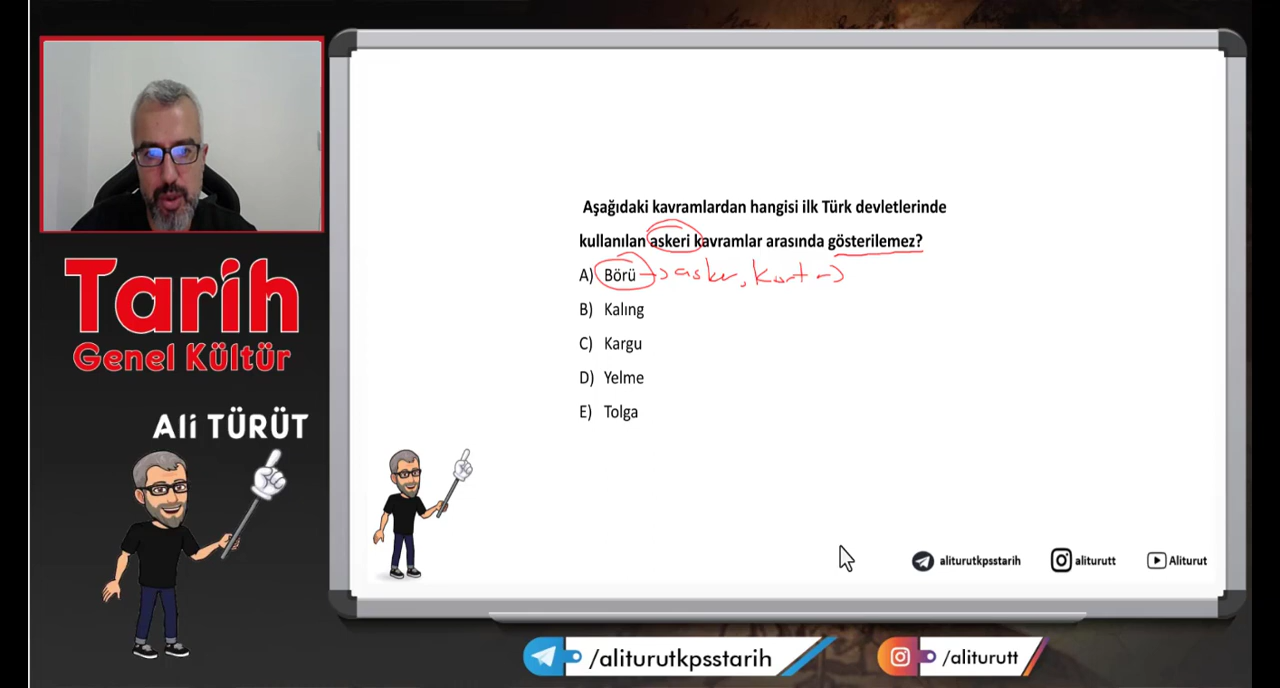 Tarih
Genel Kültür
Ali TÜRÜT
Aşağıdaki kavramlardan hangisi ilk Türk devletlerinde
kullanılan askeri kavramlar arasında gösterilemez?
A) Börü → asker, kurt →
B) Kalıng
C) Kargu
D) Yelme
E) Tolga
aliturutkpsstarih
aliturutt
Aliturut
/aliturutkpsstarih
/aliturutt